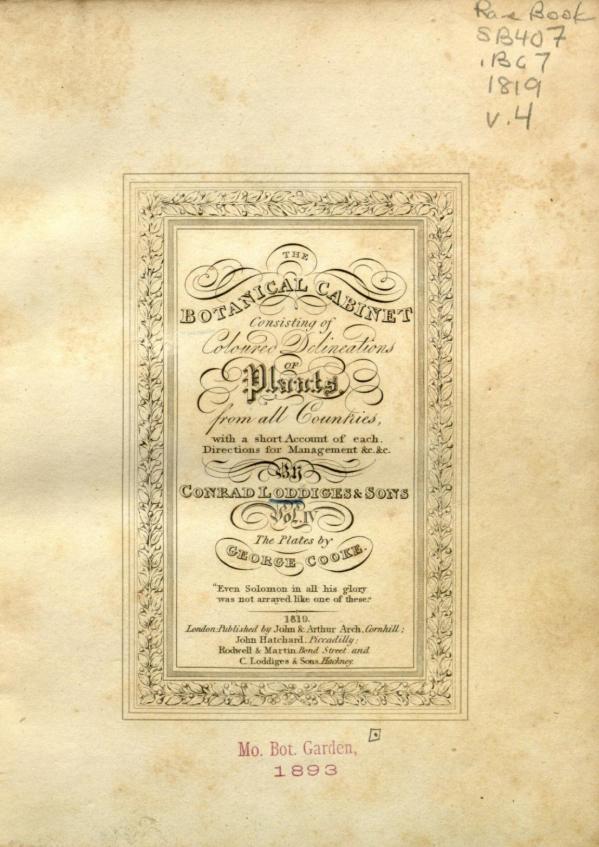 Rare Book
SB407
.B67
1819
v.4
THE
BOTANICAL CABINET
Consisting of
Coloured Delineations
OF
Plants
from all Countries,
with a short Account of each.
Directions for Management &c.&c.
BY
CONRAD LODDIGES & SONS
Vol. IV
The Plates by
GEORGE COOKE.
"Even Solomon in all his glory
was not arrayed like one of these."
1819.
London: Published by John & Arthur Arch, Cornhill;
John Hatchard, Piccadilly;
Rodwell & Martin Bond Street and
C. Loddiges & Sons, Hackney.
Mo. Bot. Garden,
1893